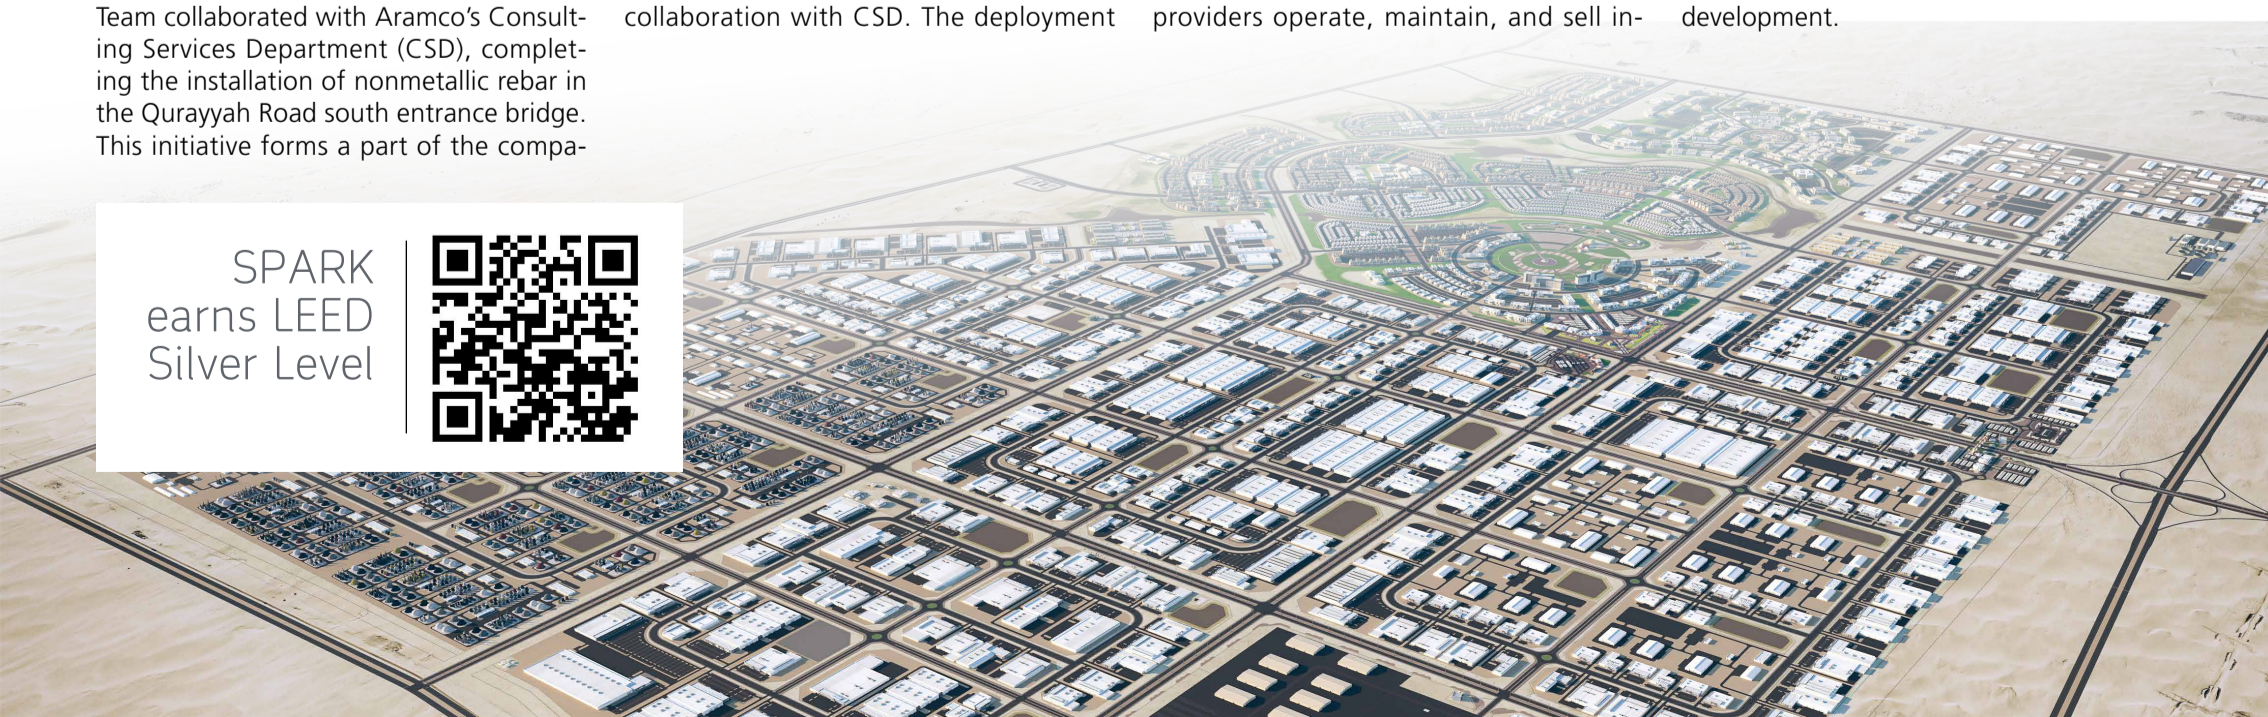 Team collaborated with Aramco’s Consult-
ing Services Department (CSD), complet-
ing the installation of nonmetallic rebar in
the Qurayyah Road south entrance bridge.
This initiative forms a part of the compa-
collaboration with CSD. The deployment
providers operate, maintain, and sell in-
development.
SPARK
earns LEED
Silver Level